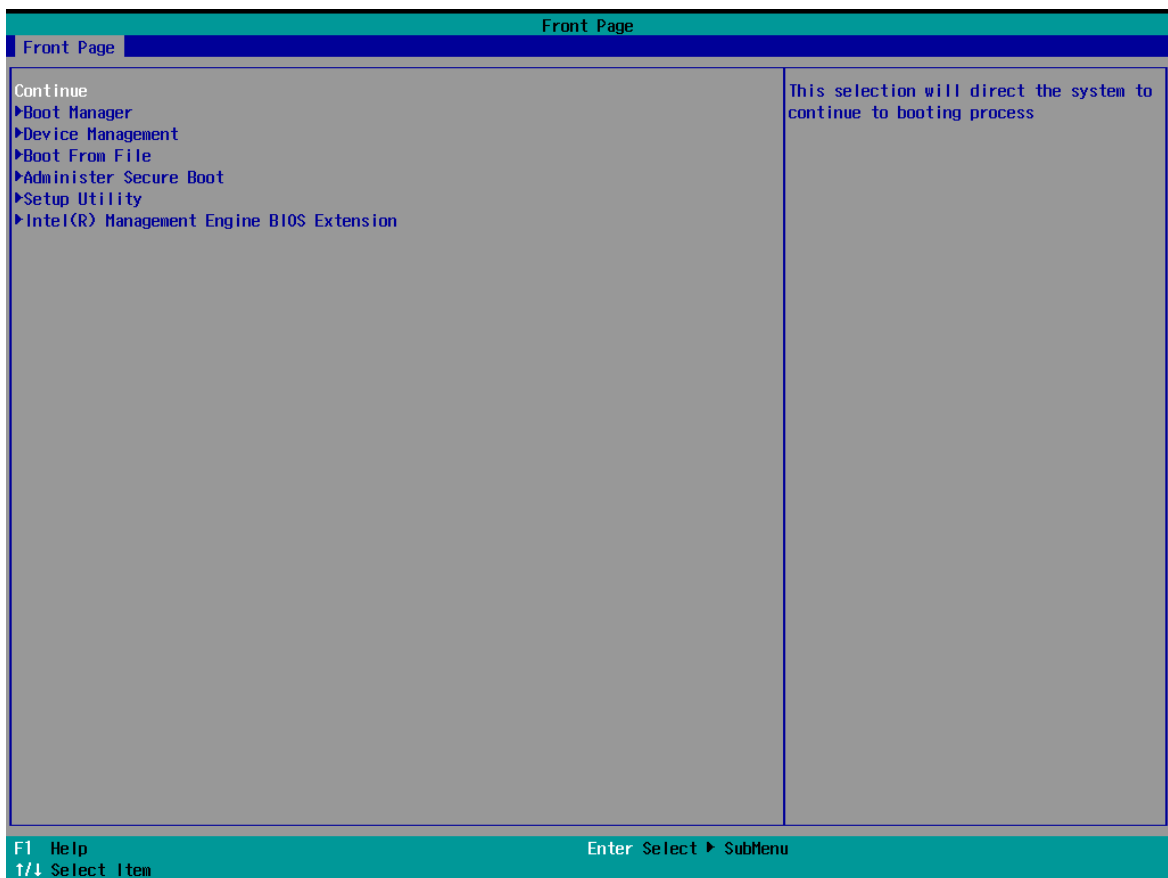 Front Page
Front Page
Continue
▶Boot Manager
▶Device Management
▶Boot From File
▶Administer Secure Boot
▶Setup Utility
▶Intel(R) Management Engine BIOS Extension
This selection will direct the system to
continue to booting process
F1 Help
Enter Select ▶ SubMenu
↑/↓ Select Item